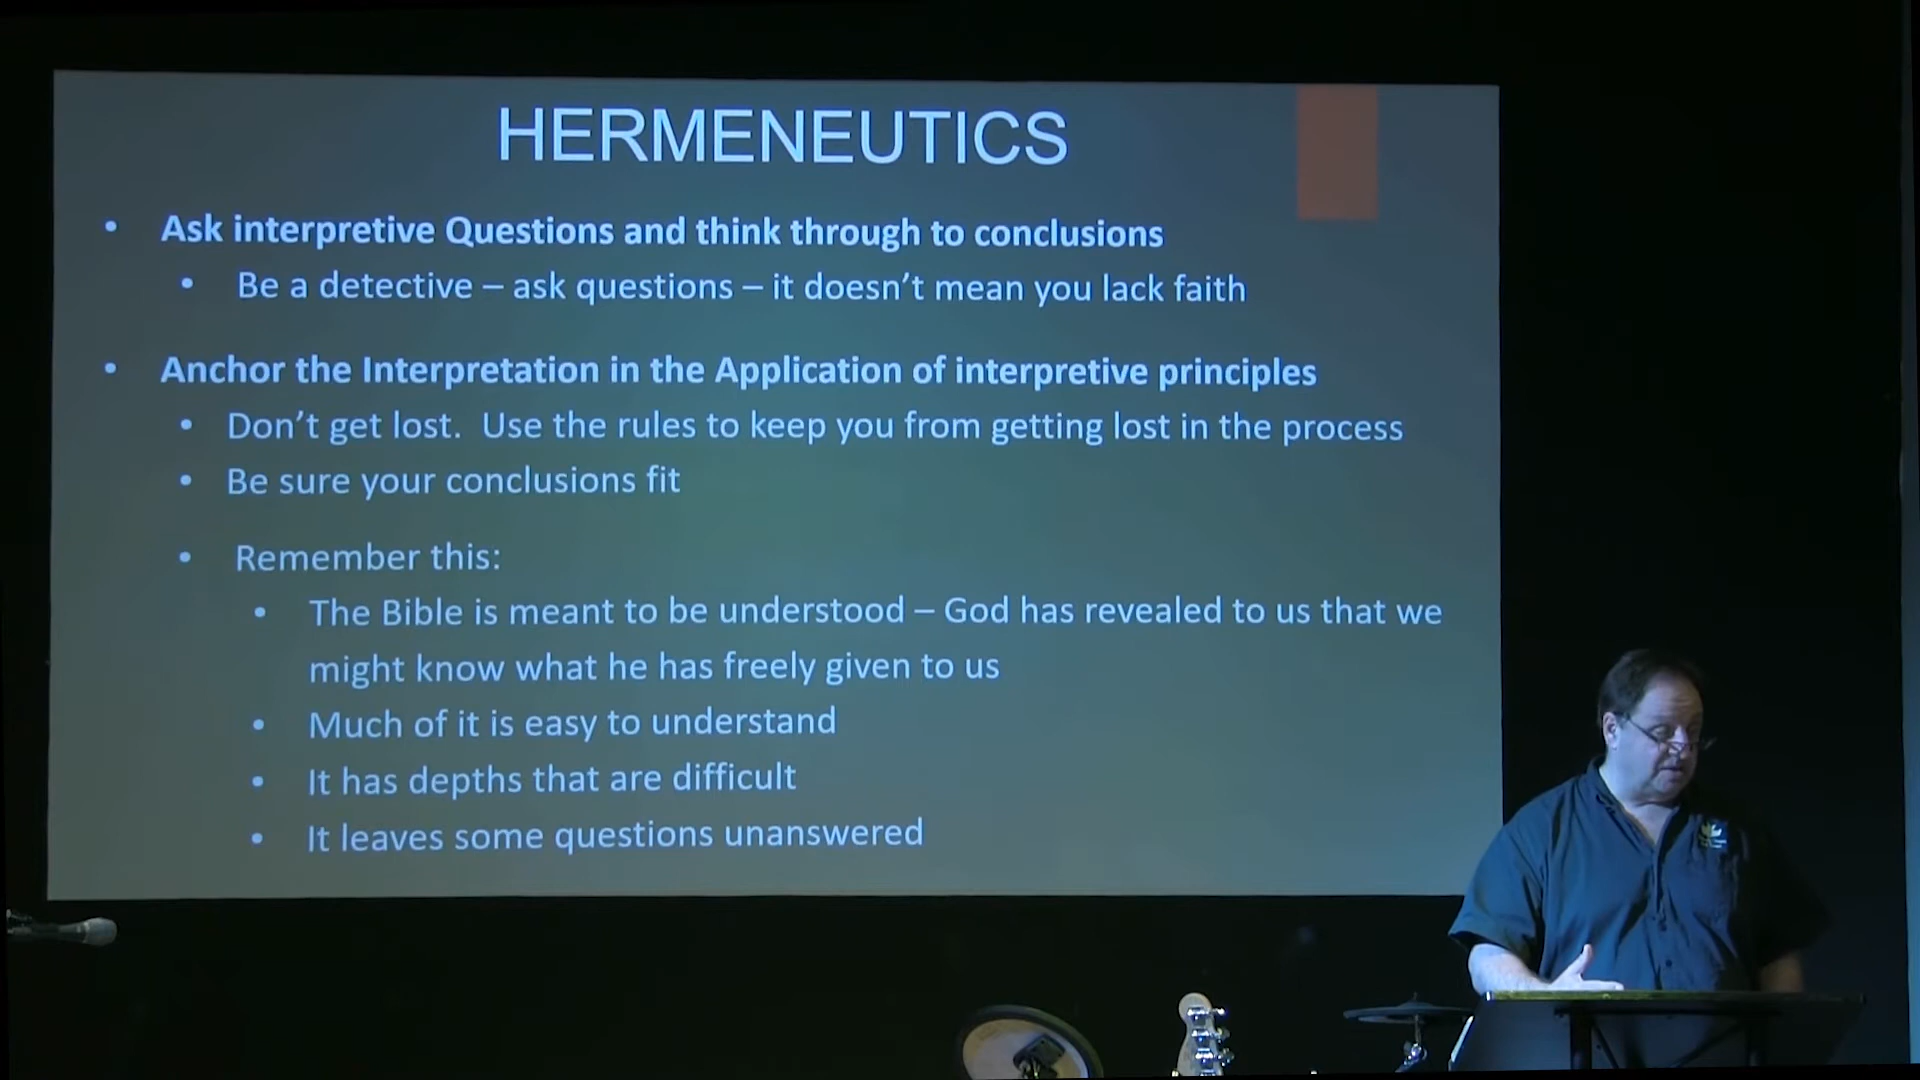 HERMENEUTICS
• Ask interpretive Questions and think through to conclusions
• Be a detective – ask questions – it doesn't mean you lack faith
• Anchor the Interpretation in the Application of interpretive principles
• Don't get lost.  Use the rules to keep you from getting lost in the process
• Be sure your conclusions fit
• Remember this:
• The Bible is meant to be understood – God has revealed to us that we
might know what he has freely given to us
• Much of it is easy to understand
• It has depths that are difficult
• It leaves some questions unanswered